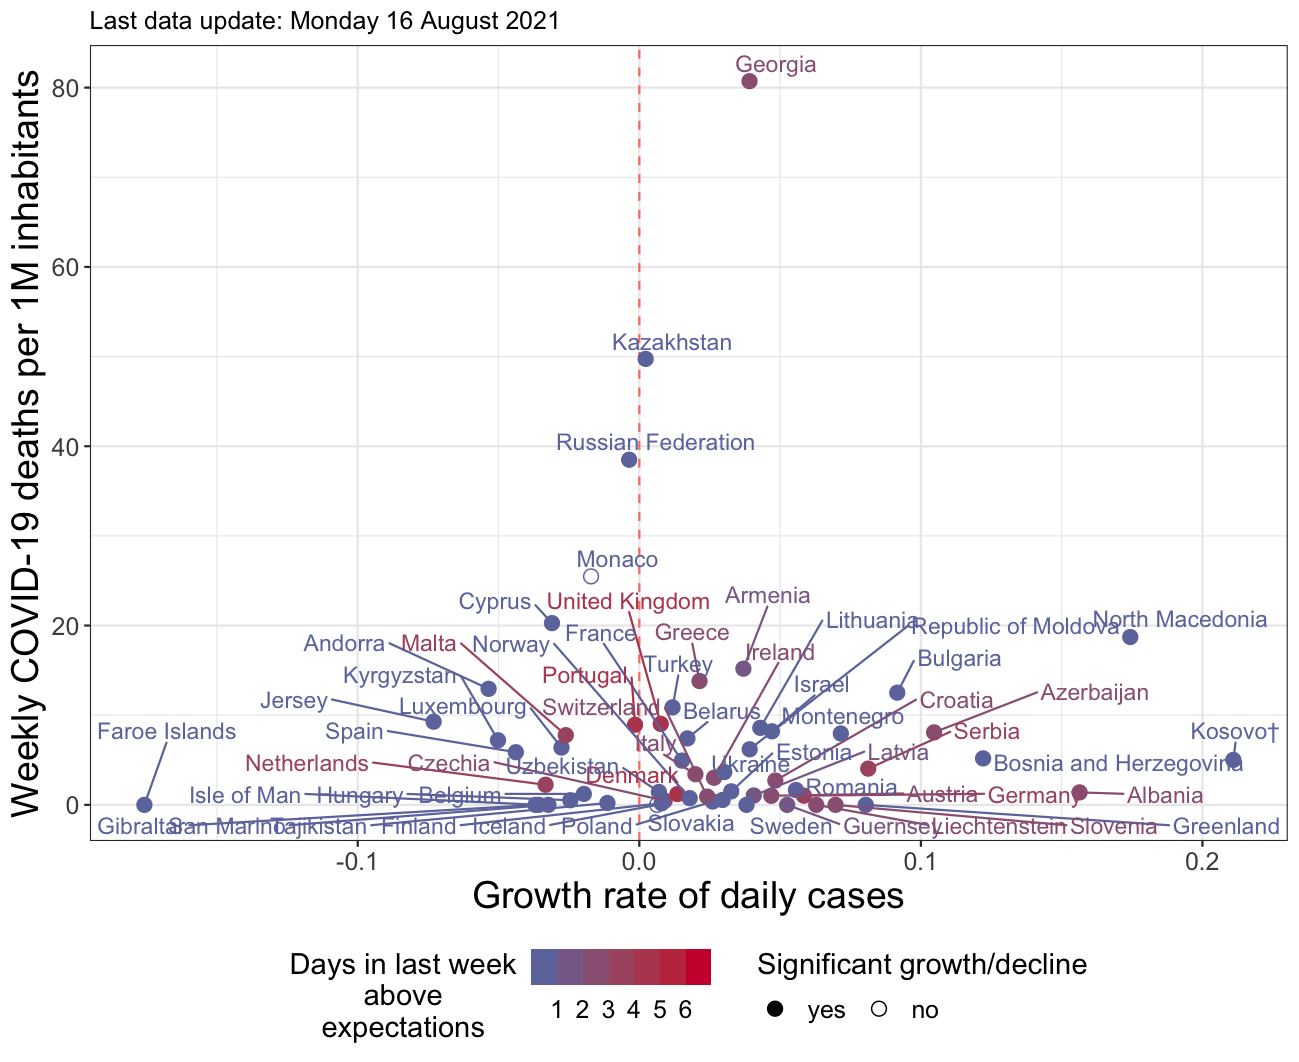 Last data update: Monday 16 August 2021
Weekly COVID-19 deaths per 1M inhabitants
80
60
40
20
0
Georgia
Kazakhstan
Russian Federation
Monaco
Armenia
Cyprus
United Kingdom
Lithuania
Republic of Moldova
North Macedonia
Andorra
Malta
Norway
France
Greece
Ireland
Bulgaria
Kyrgyzstan
Portugal
Turkey
Israel
Croatia
Azerbaijan
Jersey
Luxembourg
Switzerland
Belarus
Montenegro
Faroe Islands
Spain
Italy
Serbia
Kosovo†
Netherlands
Czechia
Uzbekistan
Denmark
Ukraine
Estonia
Latvia
Bosnia and Herzegovina
Isle of Man
Hungary
Belgium
Romania
Austria
Germany
Albania
Gibraltar
San Marino
Tajikistan
Finland
Iceland
Poland
Slovakia
Sweden
Guernsey
Liechtenstein
Slovenia
Greenland
-0.1
0.0
0.1
0.2
Growth rate of daily cases
Days in last week
above
expectations
1 2 3 4 5 6
Significant growth/decline
yes
no